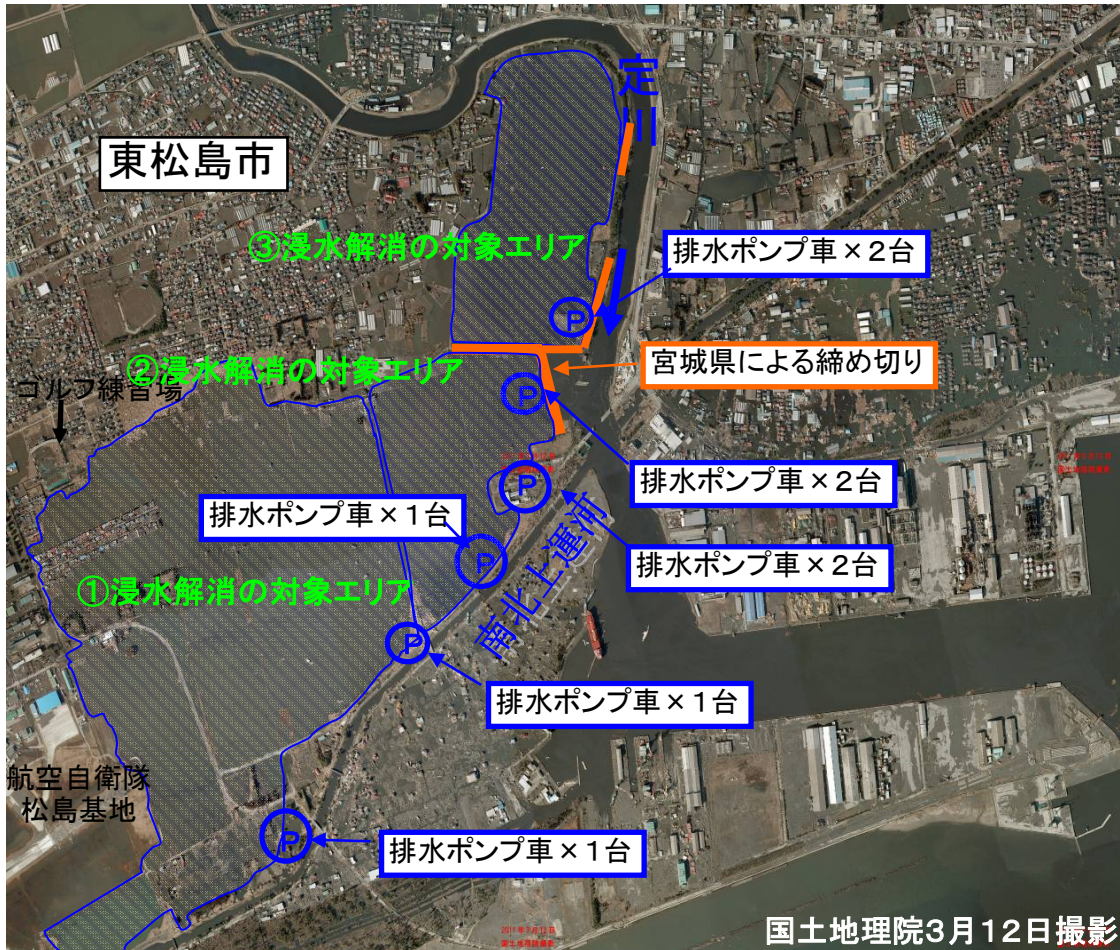 定川
東松島市
③浸水解消の対象エリア
排水ポンプ車×2台
P
宮城県による締め切り
②浸水解消の対象エリア
ゴルフ練習場
P
排水ポンプ車×2台
P
排水ポンプ車×1台
P
排水ポンプ車×2台
南北上運河
①浸水解消の対象エリア
P
排水ポンプ車×1台
航空自衛隊
松島基地
P
排水ポンプ車×1台
国土地理院3月12日撮影